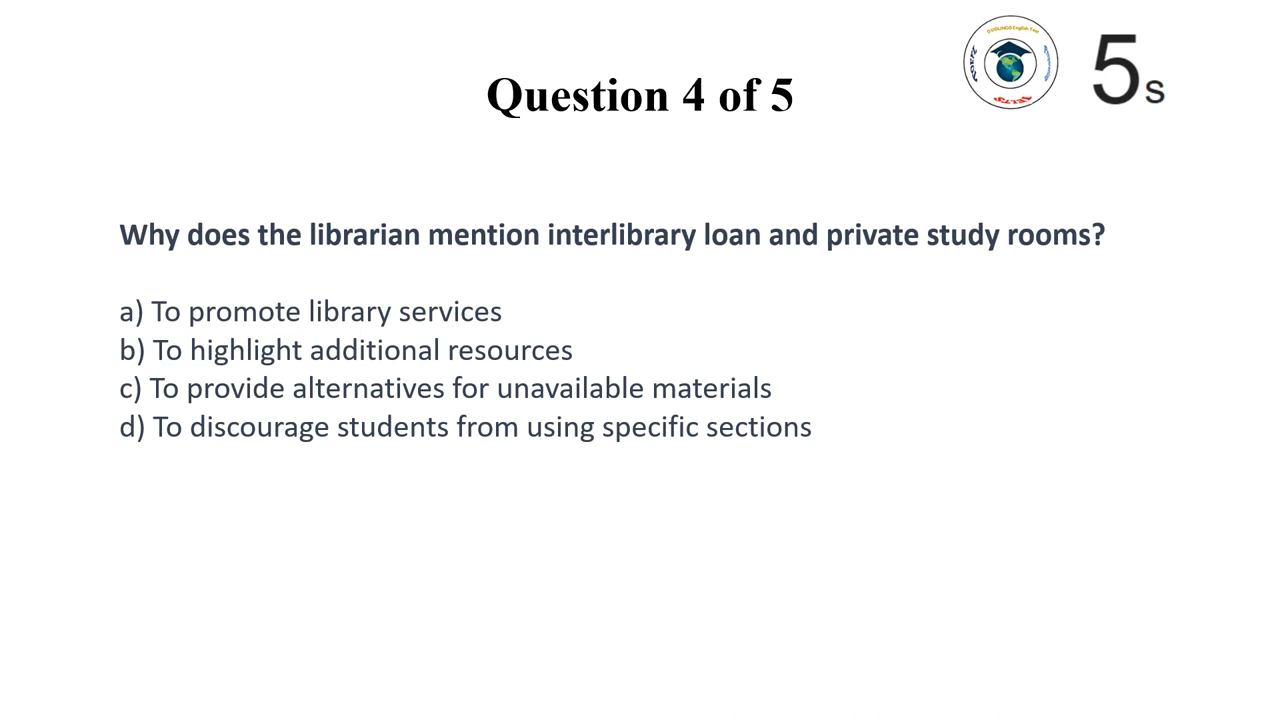 Question 4 of 5
5s
Why does the librarian mention interlibrary loan and private study rooms?
a) To promote library services
b) To highlight additional resources
c) To provide alternatives for unavailable materials
d) To discourage students from using specific sections